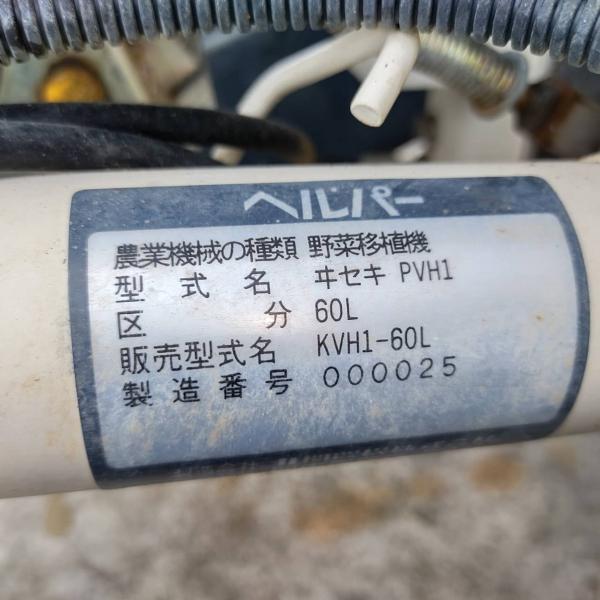 ヘルパー
農業機械の種類 野菜移植機
型式名 ヰセキ PVH1
区分 60L
販売型式名 KVH1-60L
製造番号 000025